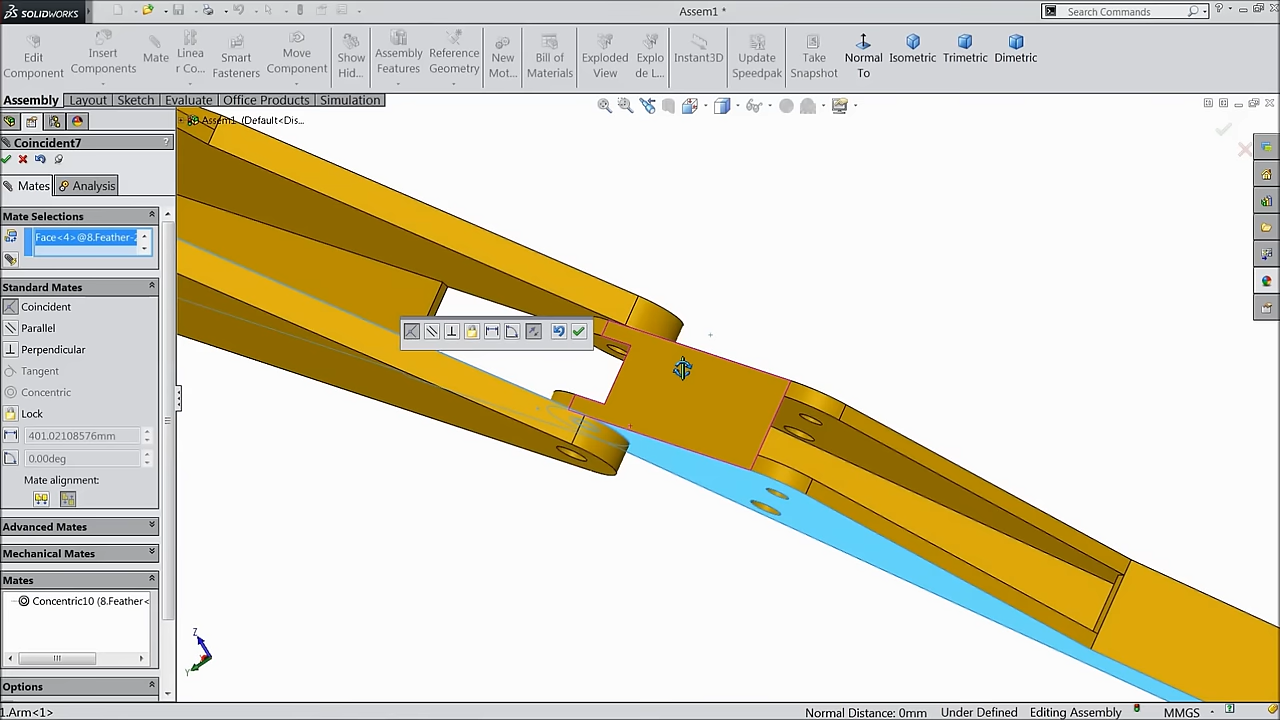 SOLIDWORKS
Assem1 *
Search Commands
Edit Component
Insert Components
Mate
Linea r Co...
Smart Fasteners
Move Component
Show Hid...
Assembly Features
Reference Geometry
New Mot...
Bill of Materials
Exploded View
Explo de L...
Instant3D
Update Speedpak
Take Snapshot
Normal To
Isometric
Trimetric
Dimetric
Assembly
Layout
Sketch
Evaluate
Office Products
Simulation
Assem1 (Default<Dis...
Coincident7
?
Mates
Analysis
Mate Selections
Face<4>@8.Feather-2
Standard Mates
Coincident
Parallel
Perpendicular
Tangent
Concentric
Lock
401.02108576mm
0.00deg
Mate alignment:
Advanced Mates
Mechanical Mates
Mates
Concentric10 (8.Feather<
Options
Z
Y
1.Arm<1>
Normal Distance: 0mm
Under Defined
Editing Assembly
MMGS